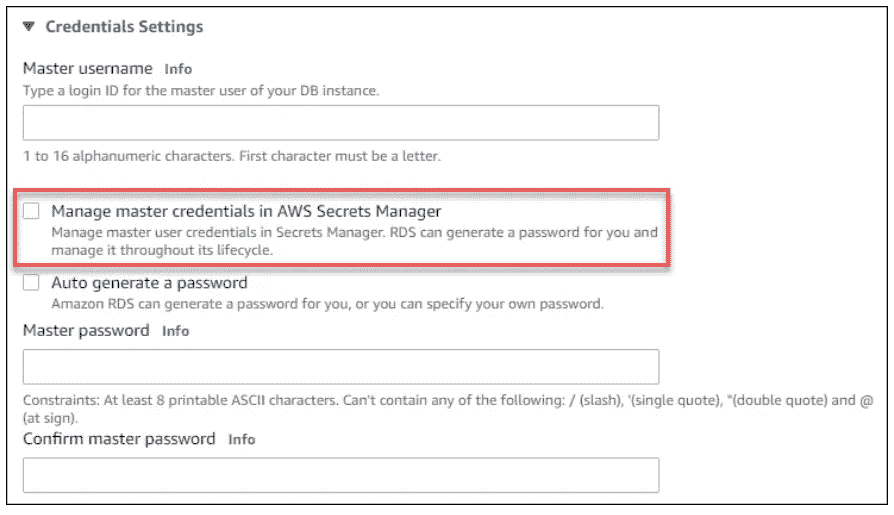 Credentials Settings
Master username Info
Type a login ID for the master user of your DB instance.
1 to 16 alphanumeric characters. First character must be a letter.
Manage master credentials in AWS Secrets Manager
Manage master user credentials in Secrets Manager. RDS can generate a password for you and
manage it throughout its lifecycle.
Auto generate a password
Amazon RDS can generate a password for you, or you can specify your own password.
Master password Info
Constraints: At least 8 printable ASCII characters. Can't contain any of the following: / (slash), '(single quote), "(double quote) and @
(at sign).
Confirm master password Info